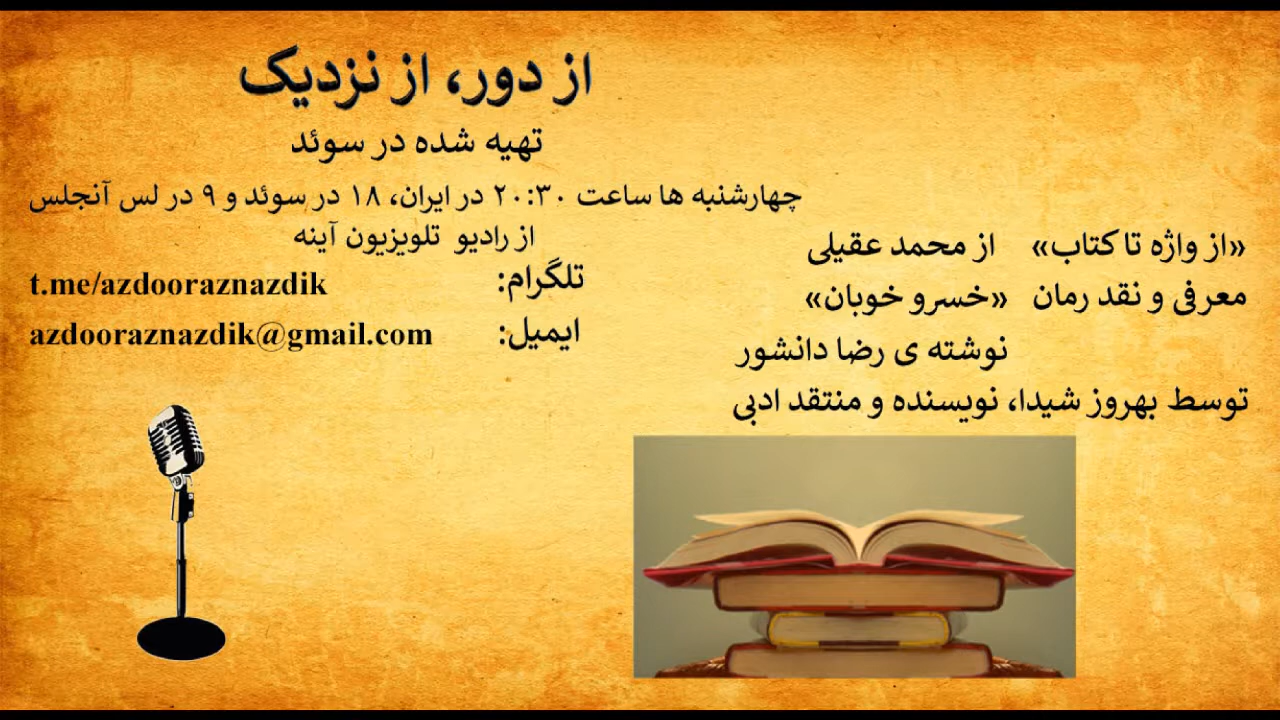 از دور، از نزدیک
تهیه شده در سوئد
چهارشنبه ها ساعت ۲۰:۳۰ در ایران، ۱۸ در سوئد و ۹ در لس آنجلس
از رادیو تلویزیون آینه
تلگرام: t.me/azdooraznazdik
ایمیل: azdooraznazdik@gmail.com
«از واژه تا کتاب» از محمد عقیلی
معرفی و نقد رمان «خسرو خوبان»
نوشته ی رضا دانشور
توسط بهروز شیدا، نویسنده و منتقد ادبی